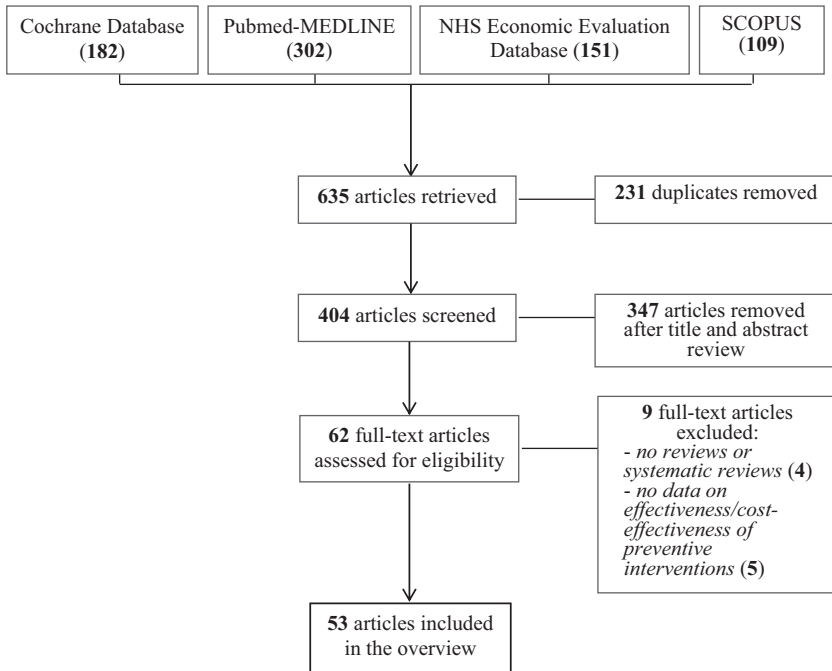 Cochrane Database
(182)
Pubmed-MEDLINE
(302)
NHS Economic Evaluation
Database (151)
SCOPUS
(109)
635 articles retrieved
231 duplicates removed
404 articles screened
347 articles removed
after title and abstract
review
62 full-text articles
assessed for eligibility
9 full-text articles
excluded:
- no reviews or
systematic reviews (4)
- no data on
effectiveness/cost-
effectiveness of
preventive
interventions (5)
53 articles included
in the overview